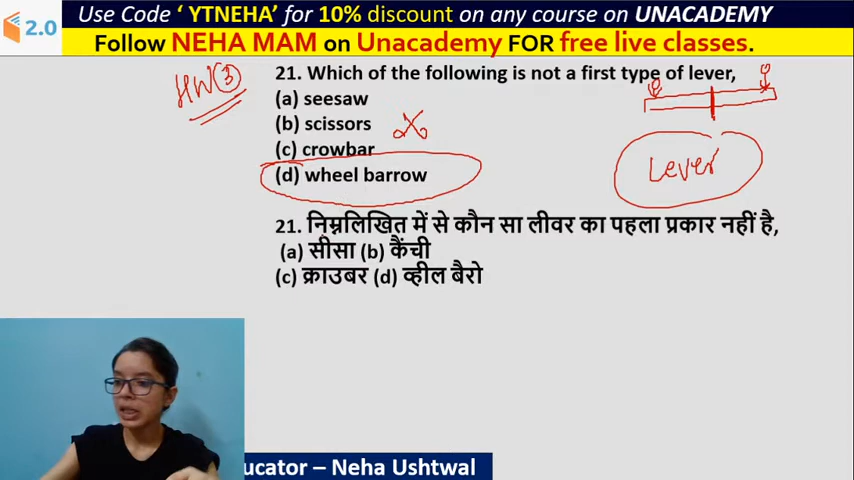 Use Code ‘ YTNEHA’ for 10% discount on any course on UNACADEMY
2.0
Follow NEHA MAM on Unacademy FOR free live classes.
HW(3)
21. Which of the following is not a first type of lever,
(a) seesaw
(b) scissors
(c) crowbar
(d) wheel barrow
Lever
21. निम्नलिखित में से कौन सा लीवर का पहला प्रकार नहीं है,
(a) सीसा (b) कैंची
(c) क्राउबर (d) व्हील बैरो
ucator – Neha Ushtwal